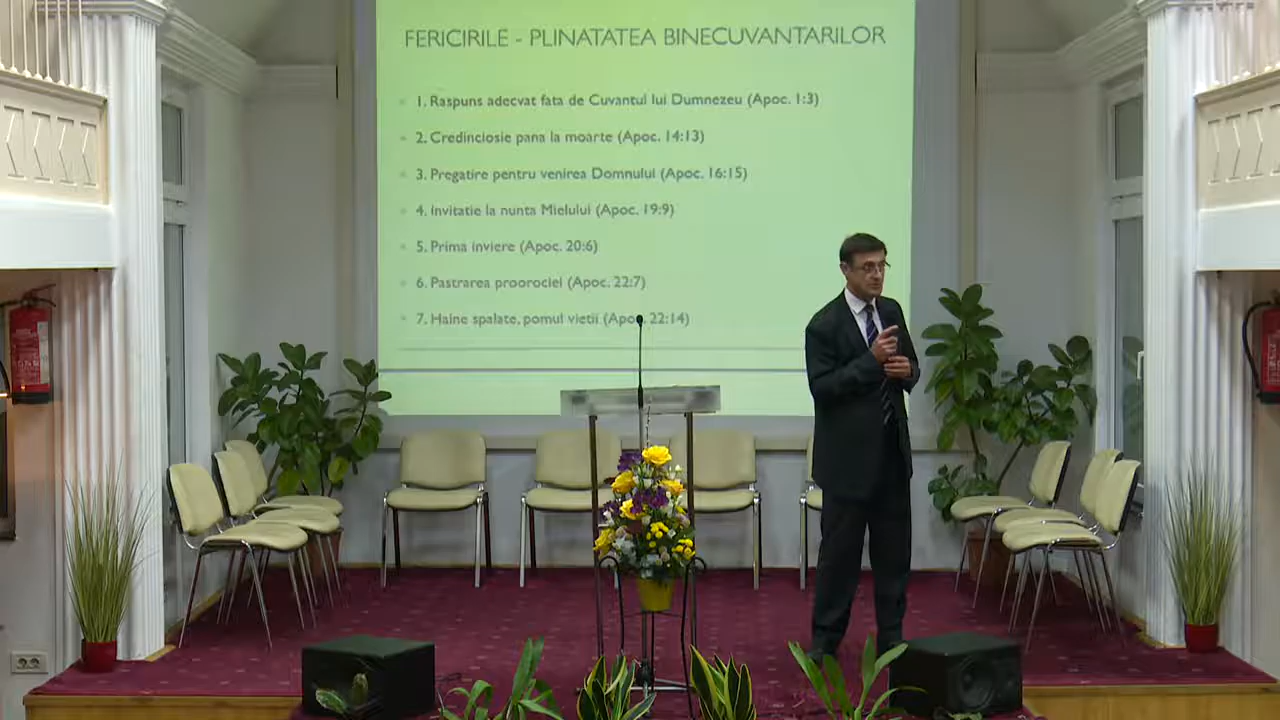 FERICIRILE - PLINATATEA BINECUVANTARILOR
1. Raspuns adecvat fata de Cuvantul lui Dumnezeu (Apoc. 1:3)
2. Credinciosie pana la moarte (Apoc. 14:13)
3. Pregatire pentru venirea Domnului (Apoc. 16:15)
4. Invitatie la nunta Mielului (Apoc. 19:9)
5. Prima inviere (Apoc. 20:6)
6. Pastrarea proorociei (Apoc. 22:7)
7. Haine spalate, pomul vietii (Apoc. 22:14)